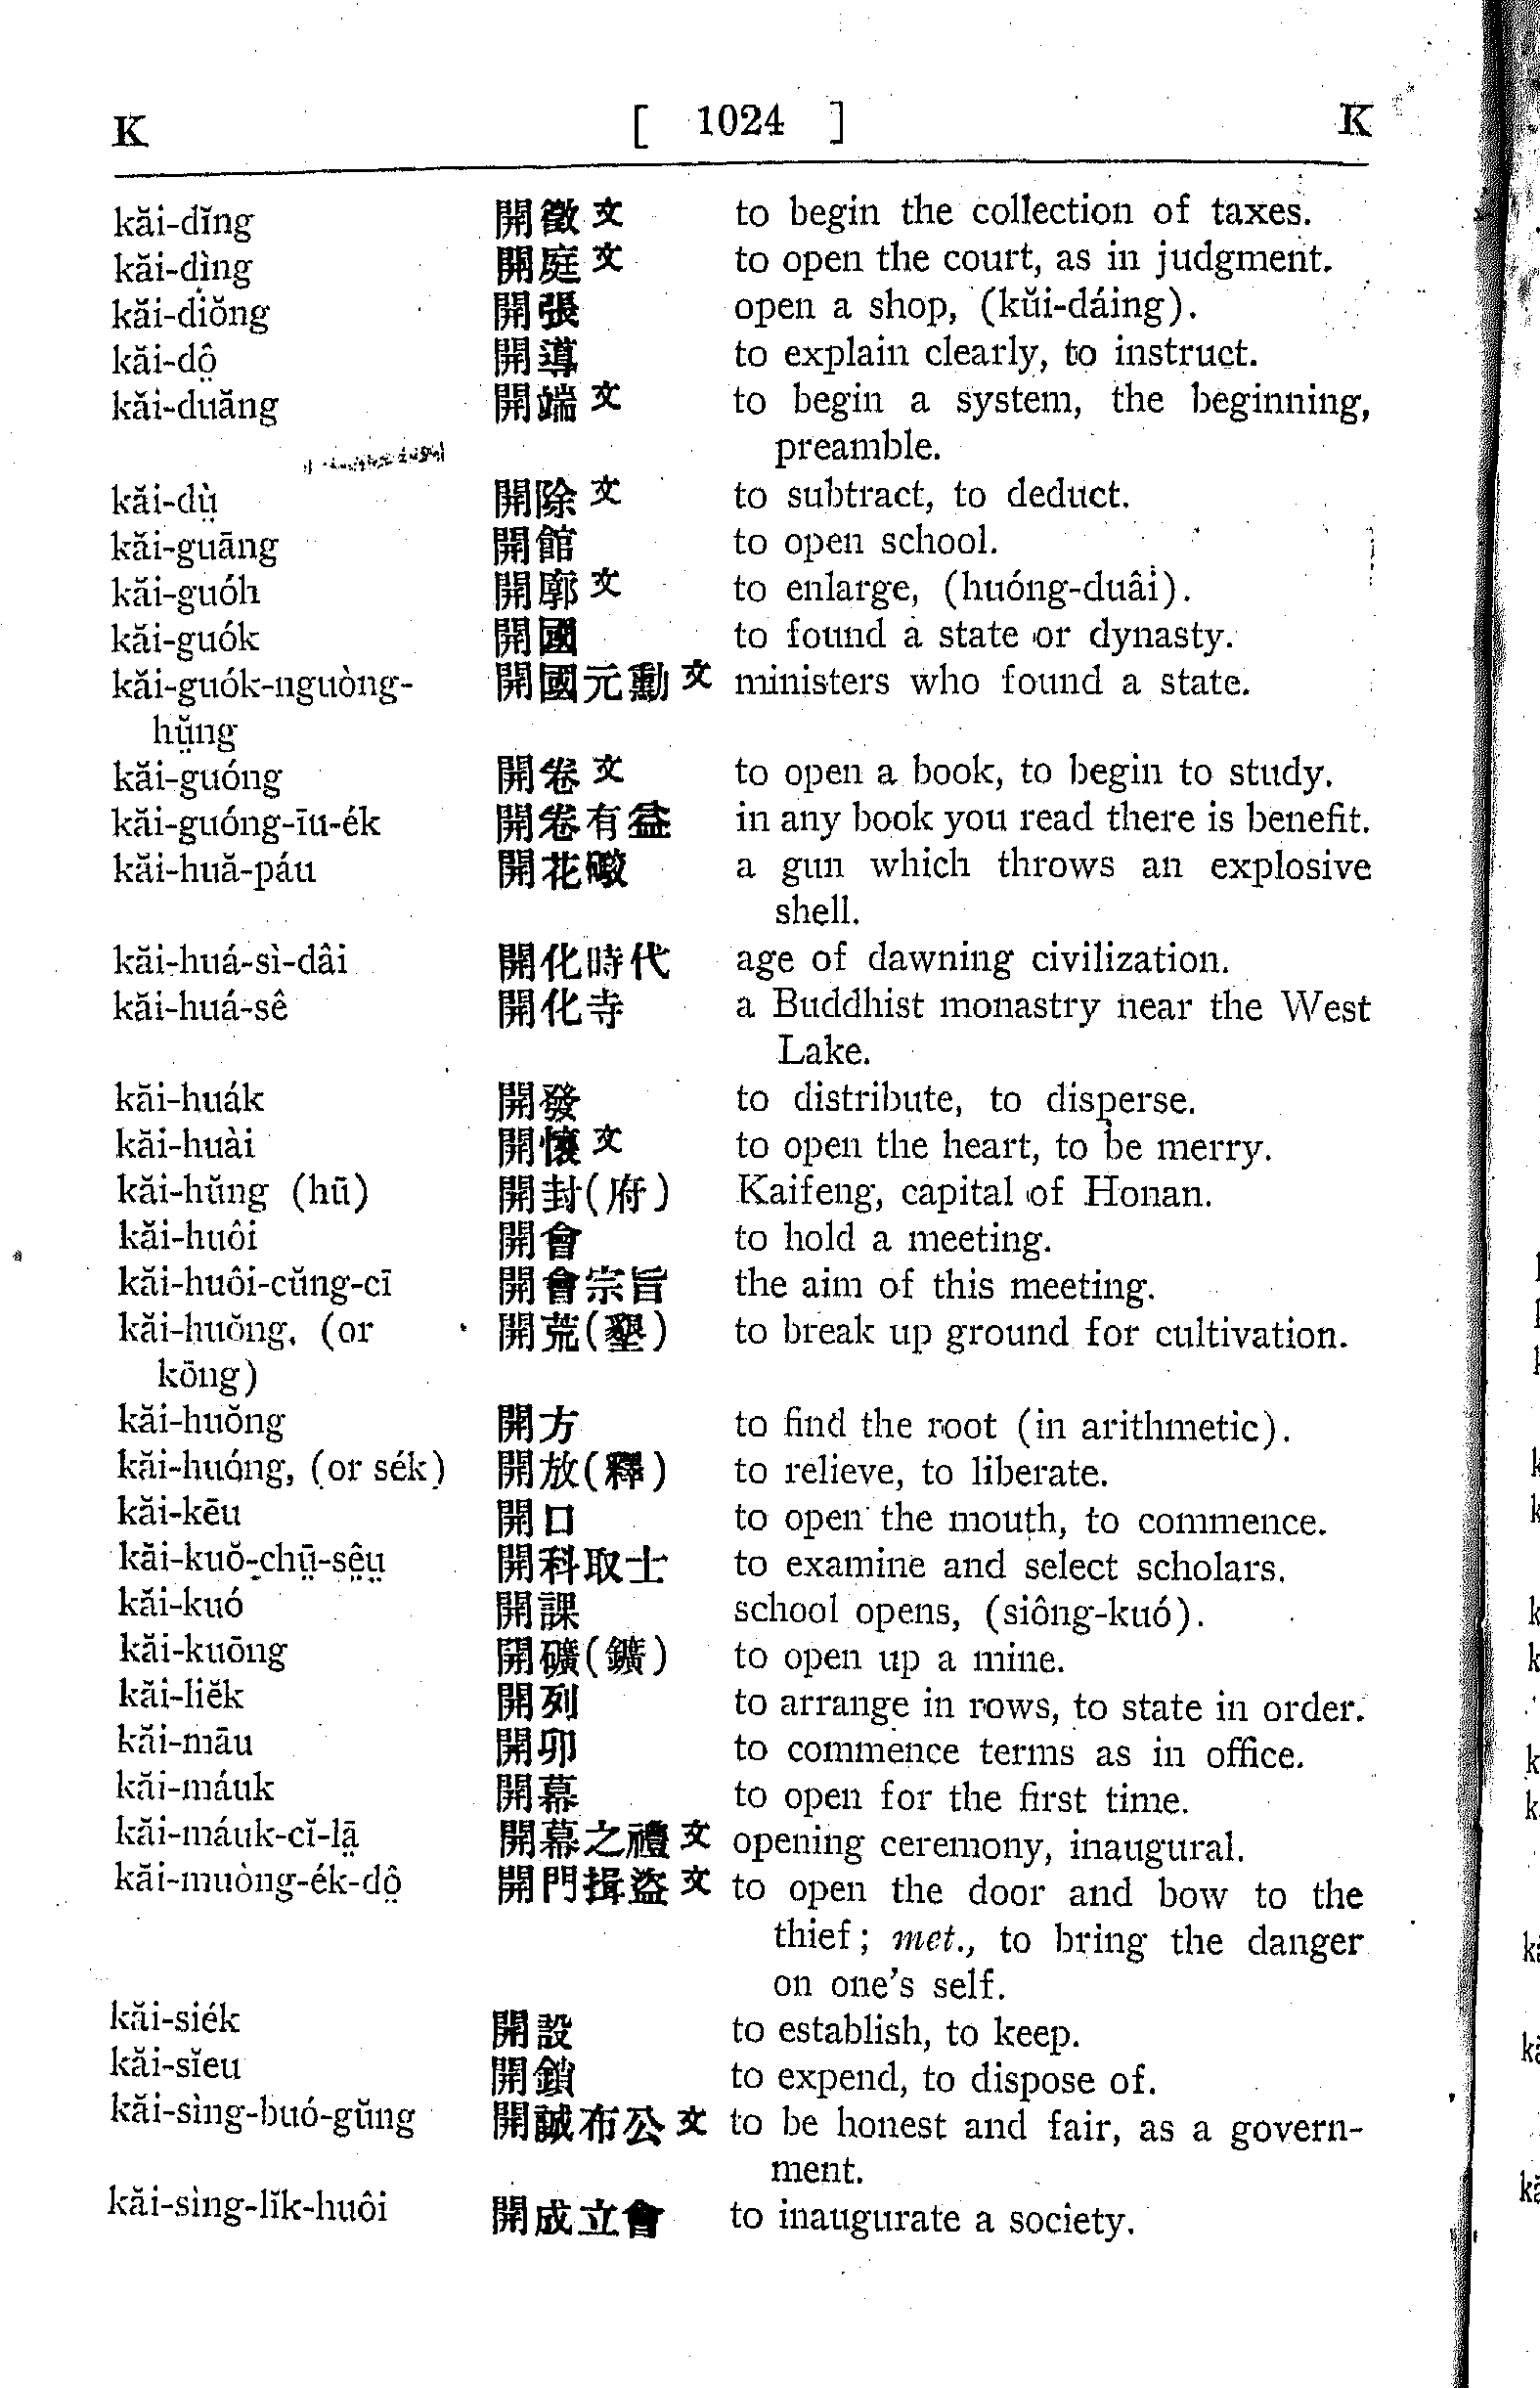 K [ 1024 ] K
kăi-dĭng 開徵文 to begin the collection of taxes.
kăi-dìng 開庭文 to open the court, as in judgment.
kăi-diŏng 開張 open a shop, (kŭi-dáing).
kăi-dô̤ 開導 to explain clearly, to instruct.
kăi-duăng 開端文 to begin a system, the beginning,
preamble.
kăi-dṳ̀ 開除文 to subtract, to deduct.
kăi-guāng 開館 to open school.
kăi-guóh 開廓文 to enlarge, (huóng-duâi).
kăi-guók 開國 to found a state or dynasty.
kăi-guók-nguòng- 開國元勳文 ministers who found a state.
hṳ̆ng
kăi-guóng 開卷文 to open a book, to begin to study.
kăi-guóng-īu-ék 開卷有益 in any book you read there is benefit.
kăi-huă-páu 開花礮 a gun which throws an explosive
shell.
kăi-huá-sì-dâi 開化時代 age of dawning civilization.
kăi-huá-sê 開化寺 a Buddhist monastry near the West
Lake.
kăi-huák 開發 to distribute, to disperse.
kăi-huài 開懷文 to open the heart, to be merry.
kăi-hŭng (hū) 開封(府) Kaifeng, capital of Honan.
kăi-huôi 開會 to hold a meeting.
kăi-huôi-cŭng-cī 開會宗旨 the aim of this meeting.
kăi-huŏng, (or 開荒(墾) to break up ground for cultivation.
kōng)
kăi-huŏng 開方 to find the root (in arithmetic).
kăi-huóng, (or sék) 開放(釋) to relieve, to liberate.
kăi-kēu 開口 to open the mouth, to commence.
kăi-kuŏ-chṳ̄-sê̤ṳ 開科取士 to examine and select scholars.
kăi-kuó 開課 school opens, (siông-kuó).
kăi-kuōng 開礦(鑛) to open up a mine.
kăi-liĕk 開列 to arrange in rows, to state in order.
kăi-māu 開卯 to commence terms as in office.
kăi-máuk 開幕 to open for the first time.
kăi-máuk-cĭ-lā̤ 開幕之禮文 opening ceremony, inaugural.
kăi-muòng-ék-dô̤ 開門揖盜文 to open the door and bow to the
thief; met., to bring the danger
on one's self.
kăi-siék 開設 to establish, to keep.
kăi-sĭeu 開銷 to expend, to dispose of.
kăi-sìng-buó-gŭng 開誠布公文 to be honest and fair, as a govern-
ment.
kăi-sìng-lĭk-huôi 開成立會 to inaugurate a society.